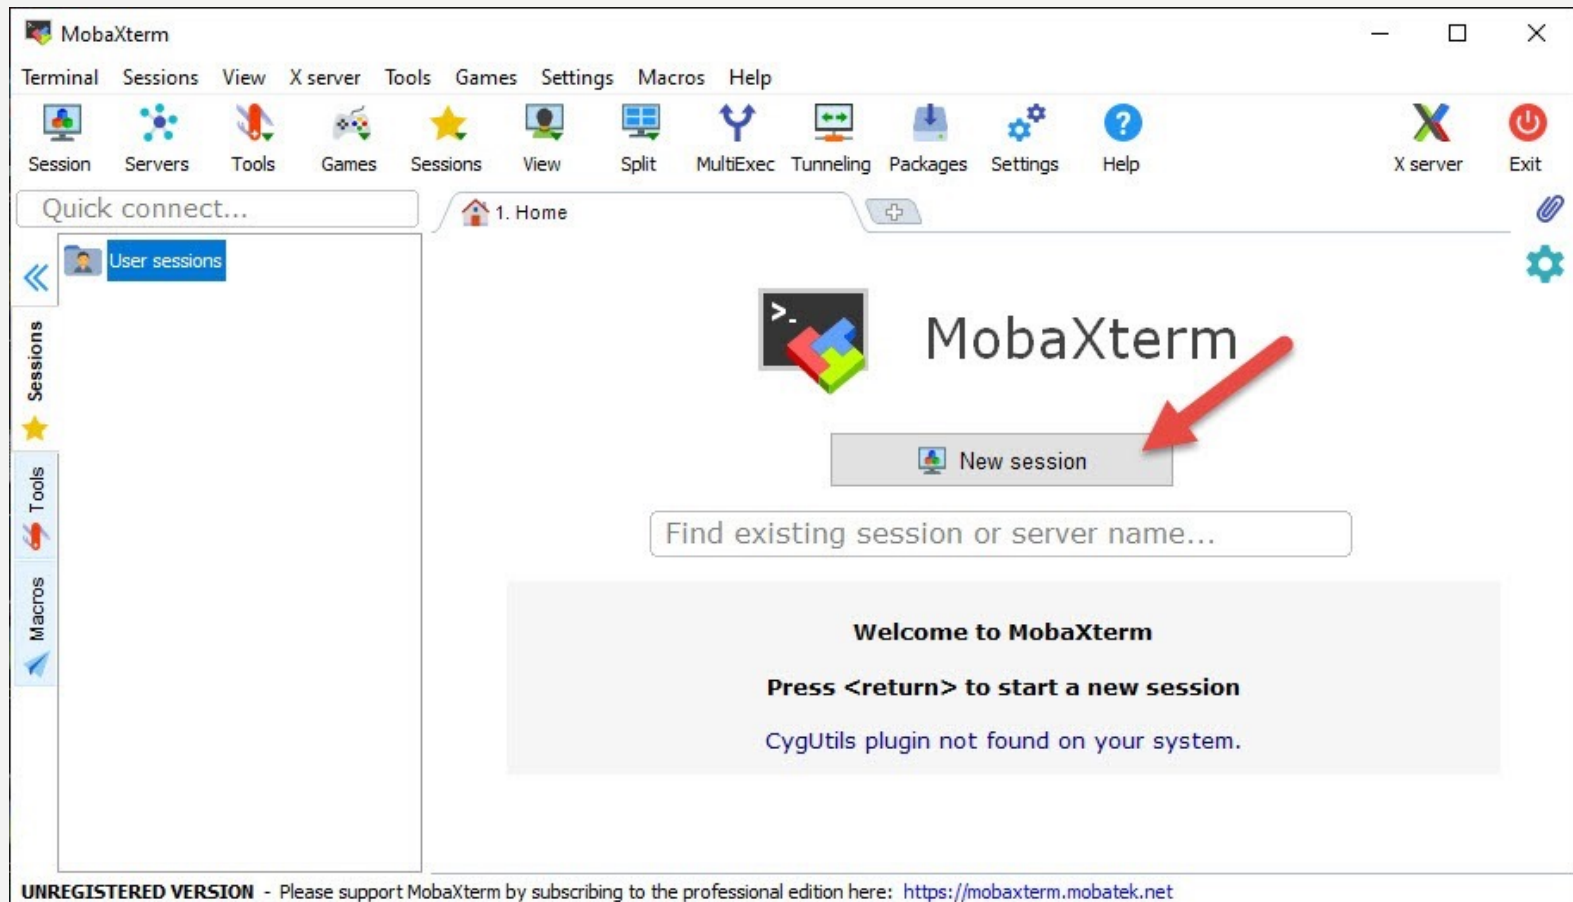 MobaXterm
Terminal Sessions View X server Tools Games Settings Macros Help
Session Servers Tools Games Sessions View Split MultiExec Tunneling Packages Settings Help X server Exit
Quick connect...
1. Home
User sessions
Sessions
Tools
Macros
>_
MobaXterm
New session
Find existing session or server name...
Welcome to MobaXterm
Press <return> to start a new session
CygUtils plugin not found on your system.
UNREGISTERED VERSION - Please support MobaXterm by subscribing to the professional edition here: https://mobaxterm.mobatek.net